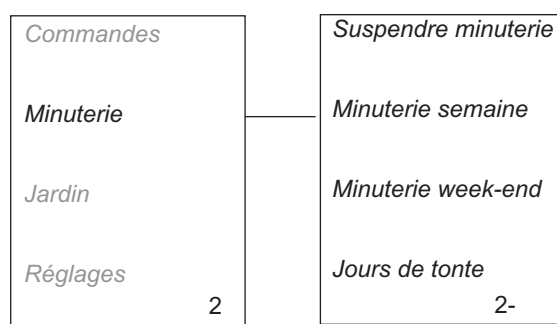 Commandes
Minuterie
Jardin
Réglages
2
Suspendre minuterie
Minuterie semaine
Minuterie week-end
Jours de tonte
2-